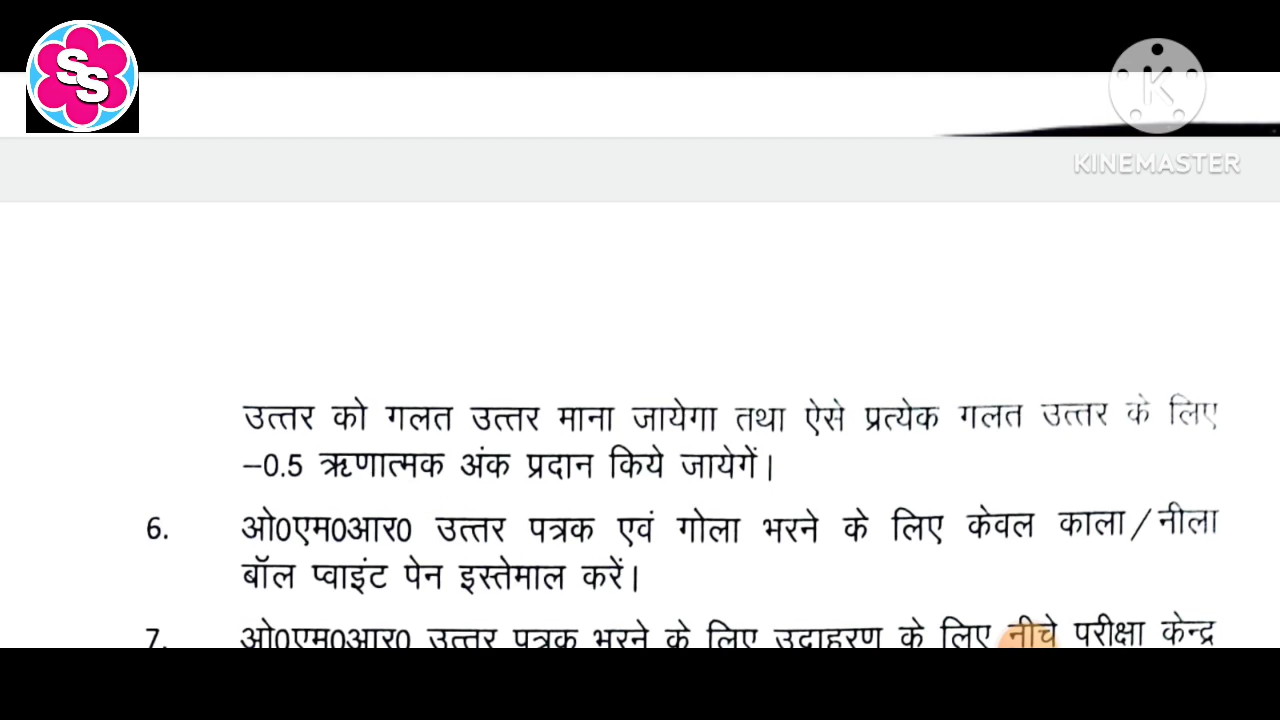 SS
K
KINEMASTER
उत्तर को गलत उत्तर माना जायेगा तथा ऐसे प्रत्येक गलत उत्तर के लिए
–0.5 ऋणात्मक अंक प्रदान किये जायेगें।
6. ओ0एम0आर0 उत्तर पत्रक एवं गोला भरने के लिए केवल काला/नीला
बॉल प्वाइंट पेन इस्तेमाल करें।
7. ओ0एम0आर0 उत्तर पत्रक भरने के लिए उदाहरण के लिए नीचे परीक्षा केन्द्र